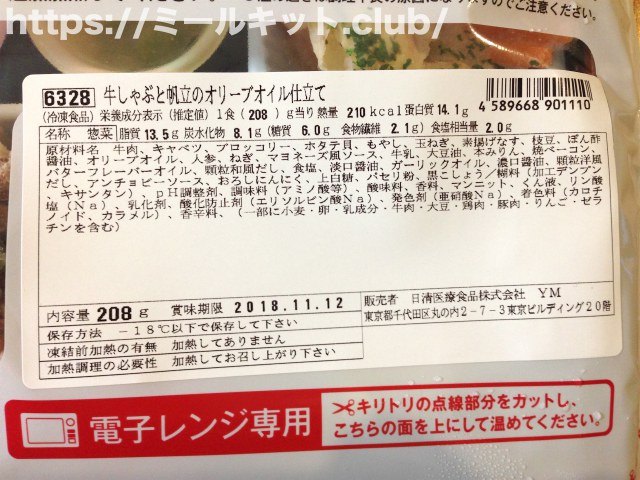 https://ミールキット.club/
でご注意ください。
6328 牛しゃぶと帆立のオリーブオイル仕立て
4 589668 901110
(冷凍食品) 栄養成分表示 (推定値) 1食 (208) g当り熱量 210kcal蛋白質 14.1g
名称 惣菜 脂質 13.5g 炭水化物 8.1g (糖質 6.0g 食物繊維 2.1g) 食塩相当量 2.0g
原材料名 牛肉、キャベツ、ブロッコリー、ホタテ貝、もやし、玉ねぎ、素揚げなす、枝豆、ぽん酢
醤油、オリーブオイル、人参、ねぎ、マヨネーズ風ソース、牛乳、大豆油、本みりん、焼ベーコン、
バターフレーバーオイル、顆粒和風だし、食塩、淡口醤油、ガーリックオイル、濃口醤油、顆粒洋風
だし、アンチョビーソース、おろしにんにく、上白糖、パセリ粉、黒こしょう／糊料 (加工デンプン
、キサンタン) 、pH調整剤、調味料 (アミノ酸等) 、酸味料、香料、マンニット、くん液、リン酸
塩 (Na) 、乳化剤、酸化防止剤 (エリソルビン酸Na) 、発色剤 (亜硝酸Na) 、着色料 (カロチ
ノイド、カラメル) 、香辛料、 (一部に小麦・卵・乳成分・牛肉・大豆・鶏肉・豚肉・りんご・ゼラ
チンを含む)
内容量 208g 賞味期限 2018.11.12
販売者 日清医療食品株式会社 YM
東京都千代田区丸の内2－7－3東京ビルディング20階
保存方法 －18℃以下で保存して下さい
凍結前加熱の有無 加熱してありません
加熱調理の必要性 加熱してお召し上がり下さい
電子レンジ専用
キリトリの点線部分をカットし、
こちらの面を上にして温めてください。